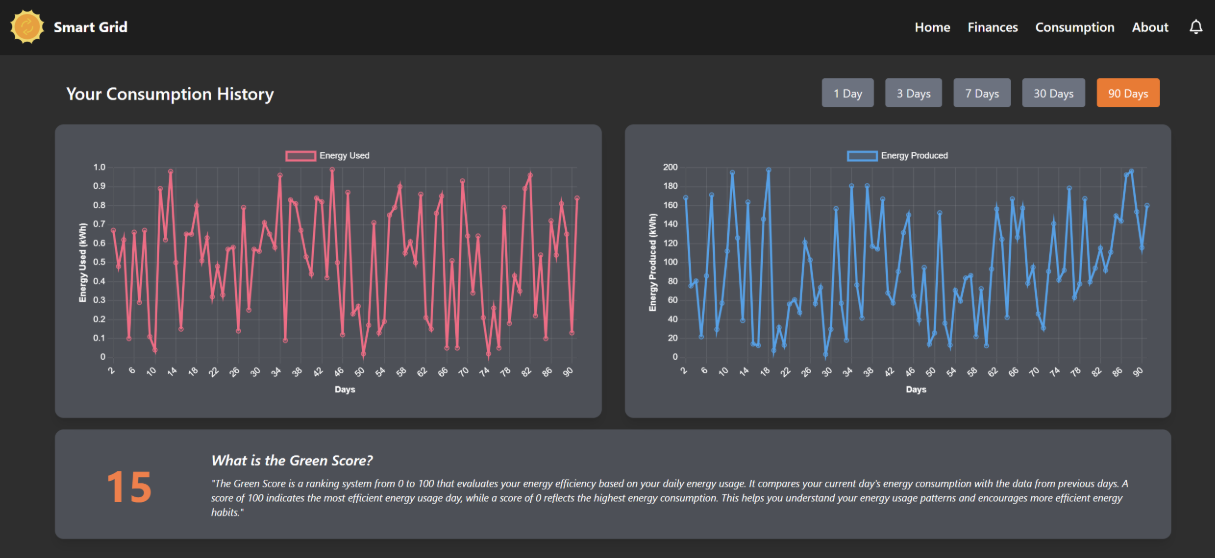 Smart Grid
Home Finances Consumption About
Your Consumption History
1 Day 3 Days 7 Days 30 Days 90 Days
Energy Used
Energy Used (kWh)
1.0
0.9
0.8
0.7
0.6
0.5
0.4
0.3
0.2
0.1
0
2 6 10 14 18 22 26 30 34 38 42 46 50 54 58 62 66 70 74 78 82 86 90
Days
Energy Produced
Energy Produced (kWh)
200
180
160
140
120
100
80
60
40
20
0
2 6 10 14 18 22 26 30 34 38 42 46 50 54 58 62 66 70 74 78 82 86 90
Days
15
What is the Green Score?
"The Green Score is a ranking system from 0 to 100 that evaluates your energy efficiency based on your daily energy usage. It compares your current day's energy consumption with the data from previous days. A
score of 100 indicates the most efficient energy usage day, while a score of 0 reflects the highest energy consumption. This helps you understand your energy usage patterns and encourages more efficient energy
habits."